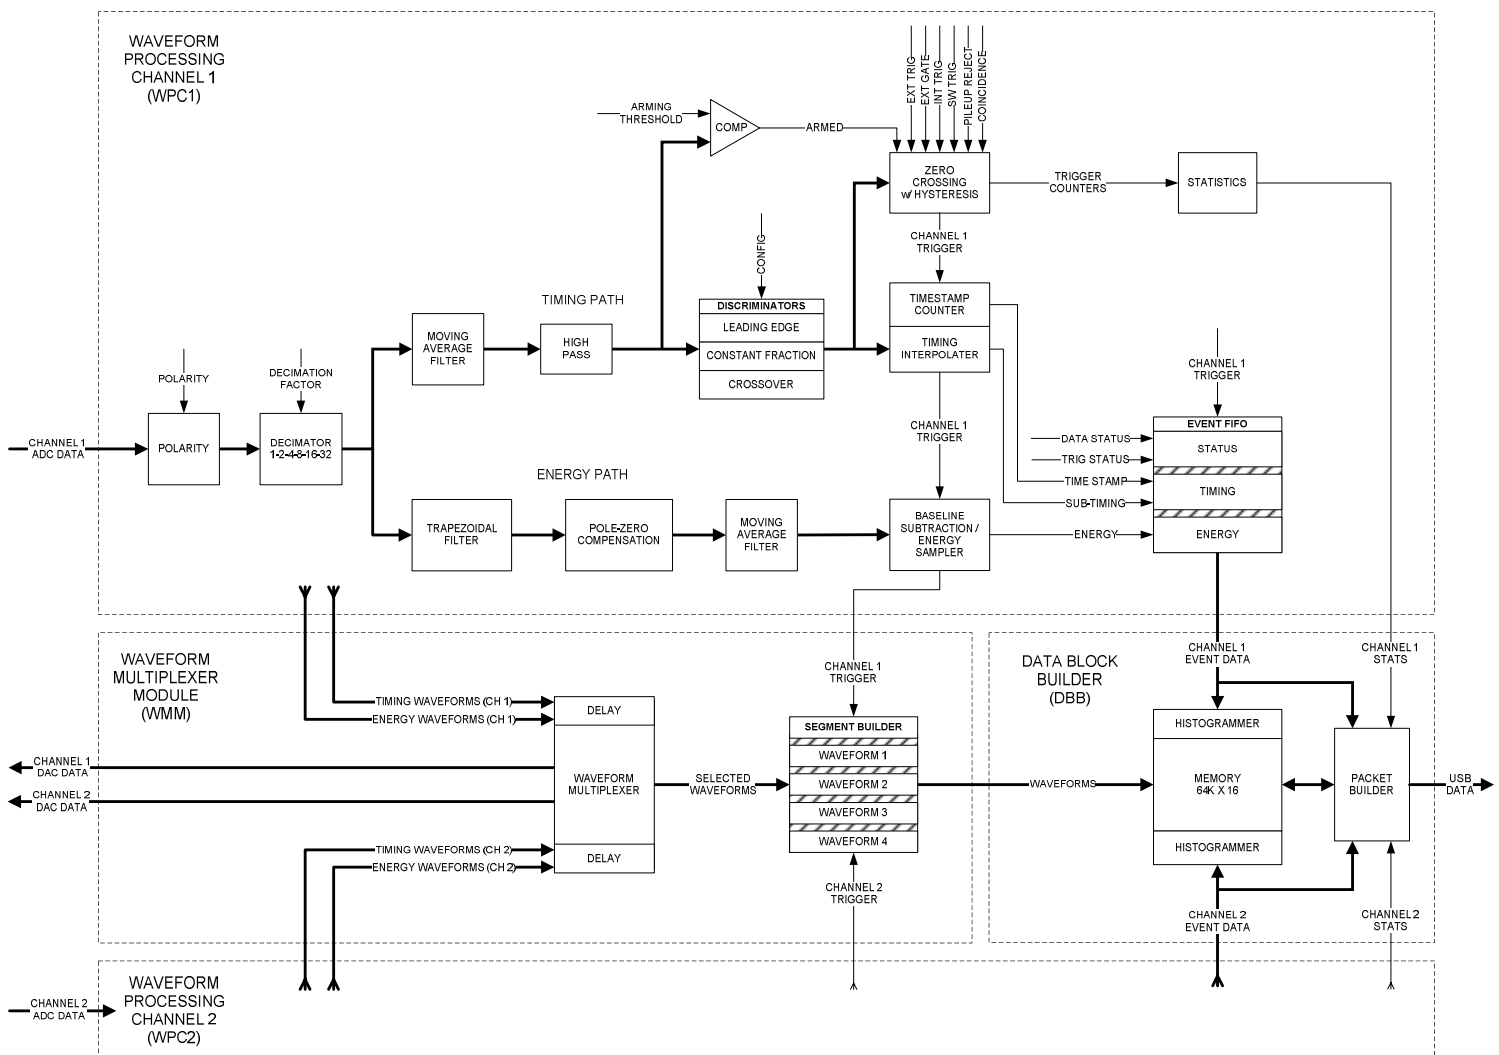 WAVEFORM
PROCESSING
CHANNEL 1
(WPC1)
EXT TRIG
EXT GATE
INT TRIG
SW TRIG
PILEUP REJECT
COINCIDENCE
ARMING
THRESHOLD
COMP
ARMED
ZERO
CROSSING
w/ HYSTERESIS
TRIGGER
COUNTERS
STATISTICS
CONFIG
CHANNEL 1
TRIGGER
TIMING PATH
DISCRIMINATORS
LEADING EDGE
CONSTANT FRACTION
CROSSOVER
TIMESTAMP
COUNTER
TIMING
INTERPOLATER
MOVING
AVERAGE
FILTER
HIGH
PASS
POLARITY
DECIMATION
FACTOR
CHANNEL 1
TRIGGER
CHANNEL 1
ADC DATA
POLARITY
DECIMATOR
1-2-4-8-16-32
CHANNEL 1
TRIGGER
EVENT FIFO
STATUS
TIMING
ENERGY
DATA STATUS
TRIG STATUS
TIME STAMP
SUB-TIMING
ENERGY
ENERGY PATH
TRAPEZOIDAL
FILTER
POLE-ZERO
COMPENSATION
MOVING
AVERAGE
FILTER
BASELINE
SUBTRACTION /
ENERGY
SAMPLER
WAVEFORM
MULTIPLEXER
MODULE
(WMM)
CHANNEL 1
TRIGGER
DATA BLOCK
BUILDER
(DBB)
CHANNEL 1
EVENT DATA
CHANNEL 1
STATS
TIMING WAVEFORMS (CH 1)
ENERGY WAVEFORMS (CH 1)
DELAY
WAVEFORM
MULTIPLEXER
DELAY
CHANNEL 1
DAC DATA
CHANNEL 2
DAC DATA
SELECTED
WAVEFORMS
SEGMENT BUILDER
WAVEFORM 1
WAVEFORM 2
WAVEFORM 3
WAVEFORM 4
WAVEFORMS
HISTOGRAMMER
MEMORY
64K X 16
HISTOGRAMMER
PACKET
BUILDER
USB
DATA
TIMING WAVEFORMS (CH 2)
ENERGY WAVEFORMS (CH 2)
CHANNEL 2
TRIGGER
CHANNEL 2
EVENT DATA
CHANNEL 2
STATS
CHANNEL 2
ADC DATA
WAVEFORM
PROCESSING
CHANNEL 2
(WPC2)